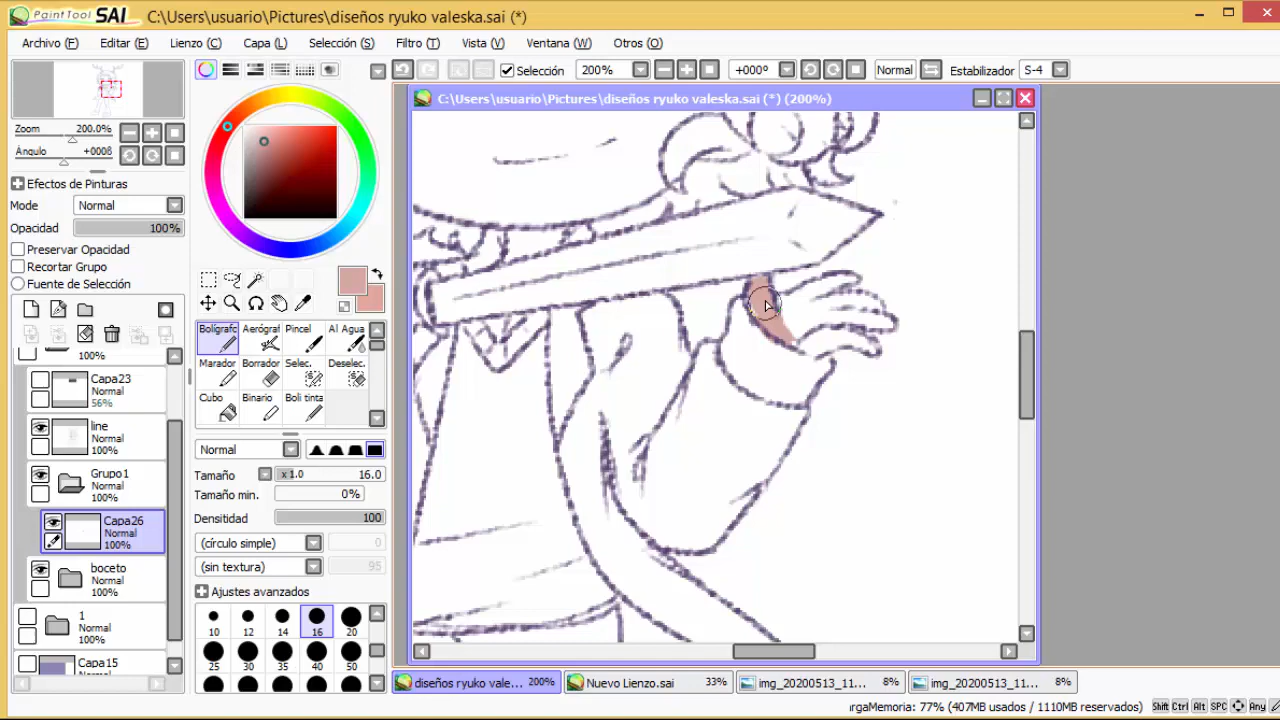 PaintTool SAI C:\Users\usuario\Pictures\diseños ryuko valeska.sai (*)
Archivo (F) Editar (E) Lienzo (C) Capa (L) Selección (S) Filtro (T) Vista (V) Ventana (W) Otros (O)
Selección 200% +000º Normal Estabilizador S-4
C:\Users\usuario\Pictures\diseños ryuko valeska.sai (*) (200%)
Zoom 200.0%
Ángulo +000ß
Efectos de Pinturas
Mode Normal
Opacidad 100%
Preservar Opacidad
Recortar Grupo
Fuente de Selección
100%
Capa23
Normal
56%
line
Normal
100%
Grupo1
Normal
100%
Capa26
Normal
100%
boceto
Normal
100%
1
Normal
100%
Capa15
Normal
Bolígrafo Aerógraf Pincel Al Agua
Marador Borrador Selec. Deselec.
Cubo Binario Boli tinta
Normal
Tamaño x1.0 16.0
Tamaño min. 0%
Densitidad 100
(círculo simple) 0
(sin textura) 95
Ajustes avanzados
10 12 14 16 20
25 30 35 40 50
diseños ryuko vale... 200% Nuevo Lienzo.sai 33% img_20200513_11... 8% img_20200513_11... 8%
ırgaMemoria: 77% (407MB usados / 1110MB reservados) Shift Ctrl Alt SPC Any